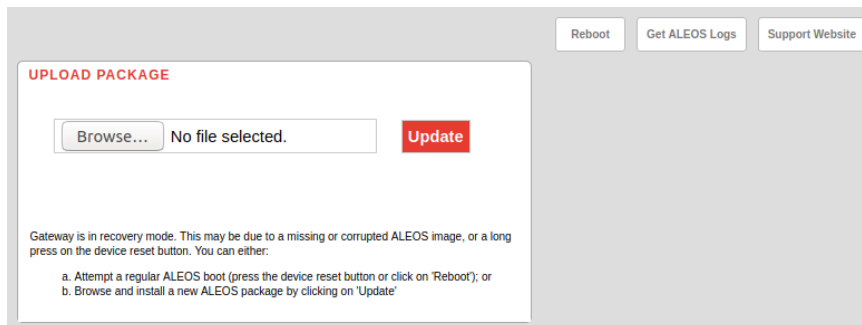 Reboot
Get ALEOS Logs
Support Website
UPLOAD PACKAGE
Browse... No file selected.
Update
Gateway is in recovery mode. This may be due to a missing or corrupted ALEOS image, or a long
press on the device reset button. You can either:
a. Attempt a regular ALEOS boot (press the device reset button or click on 'Reboot'); or
b. Browse and install a new ALEOS package by clicking on 'Update'